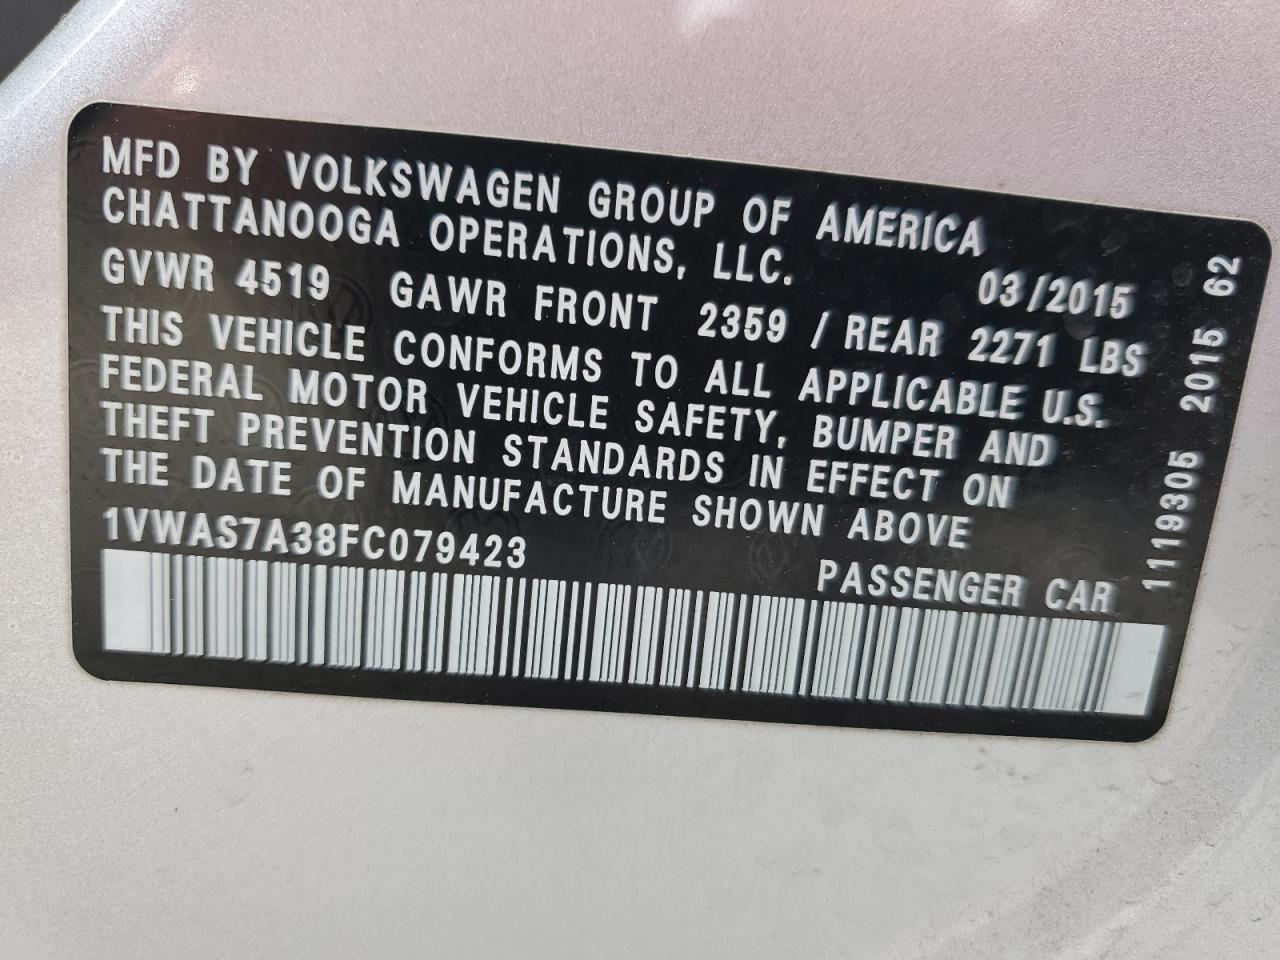 MFD BY VOLKSWAGEN GROUP OF AMERICA
CHATTANOOGA OPERATIONS, LLC.
03/2015
GVWR 4519 GAWR FRONT 2359 / REAR 2271 LBS
THIS VEHICLE CONFORMS TO ALL APPLICABLE U.S.
FEDERAL MOTOR VEHICLE SAFETY, BUMPER AND
THEFT PREVENTION STANDARDS IN EFFECT ON
THE DATE OF MANUFACTURE SHOWN ABOVE
1VWAS7A38FC079423
PASSENGER CAR
1119305 2015 62